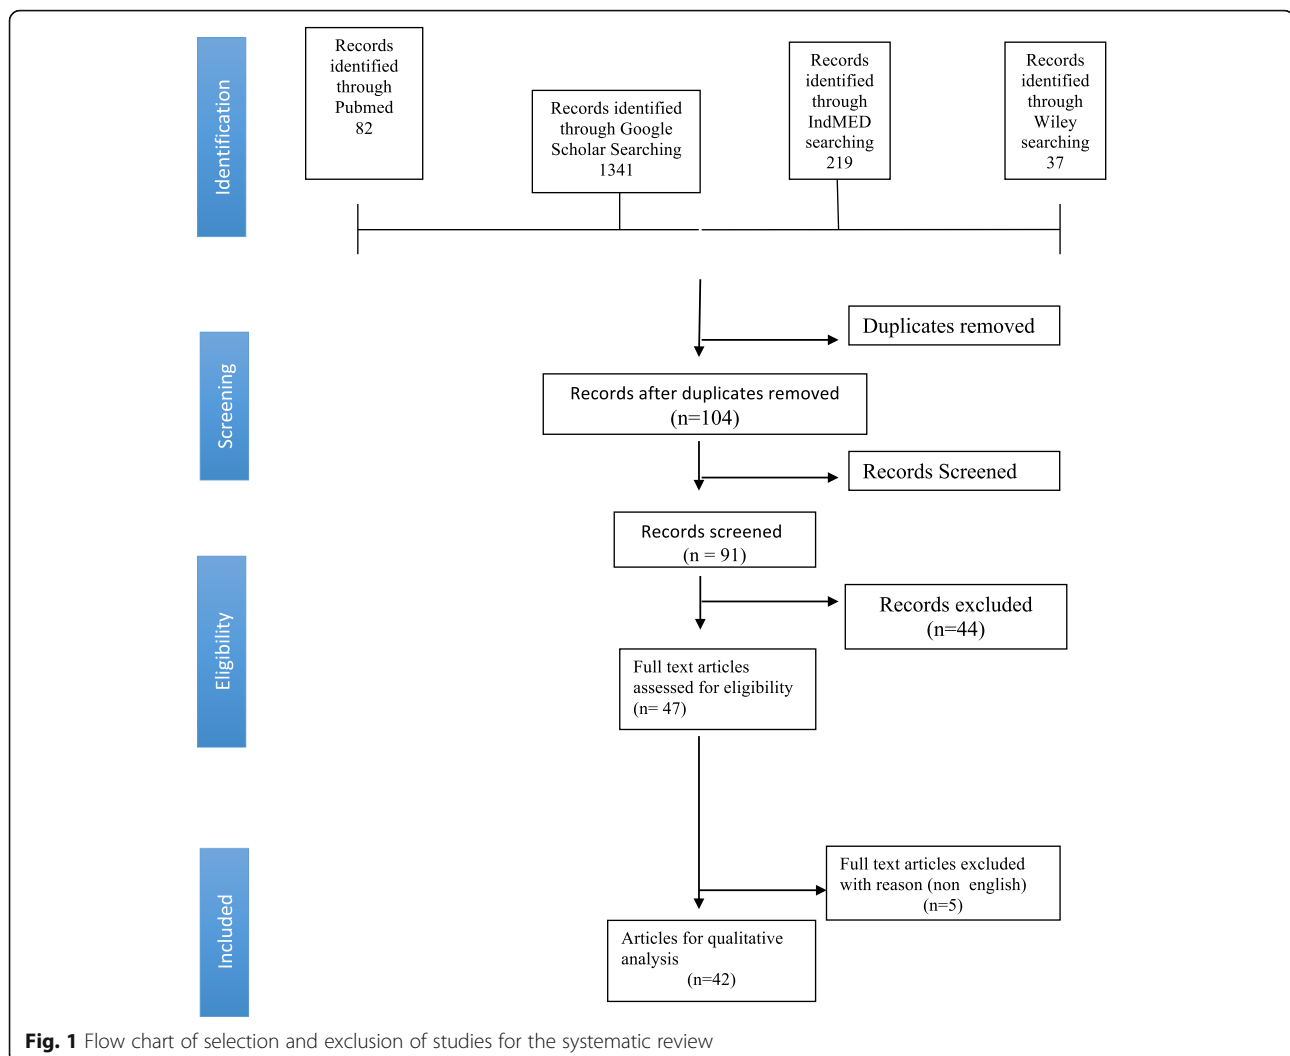 Identification
Records
identified
through
Pubmed
82
Records identified
through Google
Scholar Searching
1341
Records
identified
through
IndMED
searching
219
Records
identified
through
Wiley
searching
37
Duplicates removed
Screening
Records after duplicates removed
(n=104)
Records Screened
Records screened
(n = 91)
Eligibility
Records excluded
(n=44)
Full text articles
assessed for eligibility
(n= 47)
Included
Full text articles excluded
with reason (non english)
(n=5)
Articles for qualitative
analysis
(n=42)
Fig. 1 Flow chart of selection and exclusion of studies for the systematic review